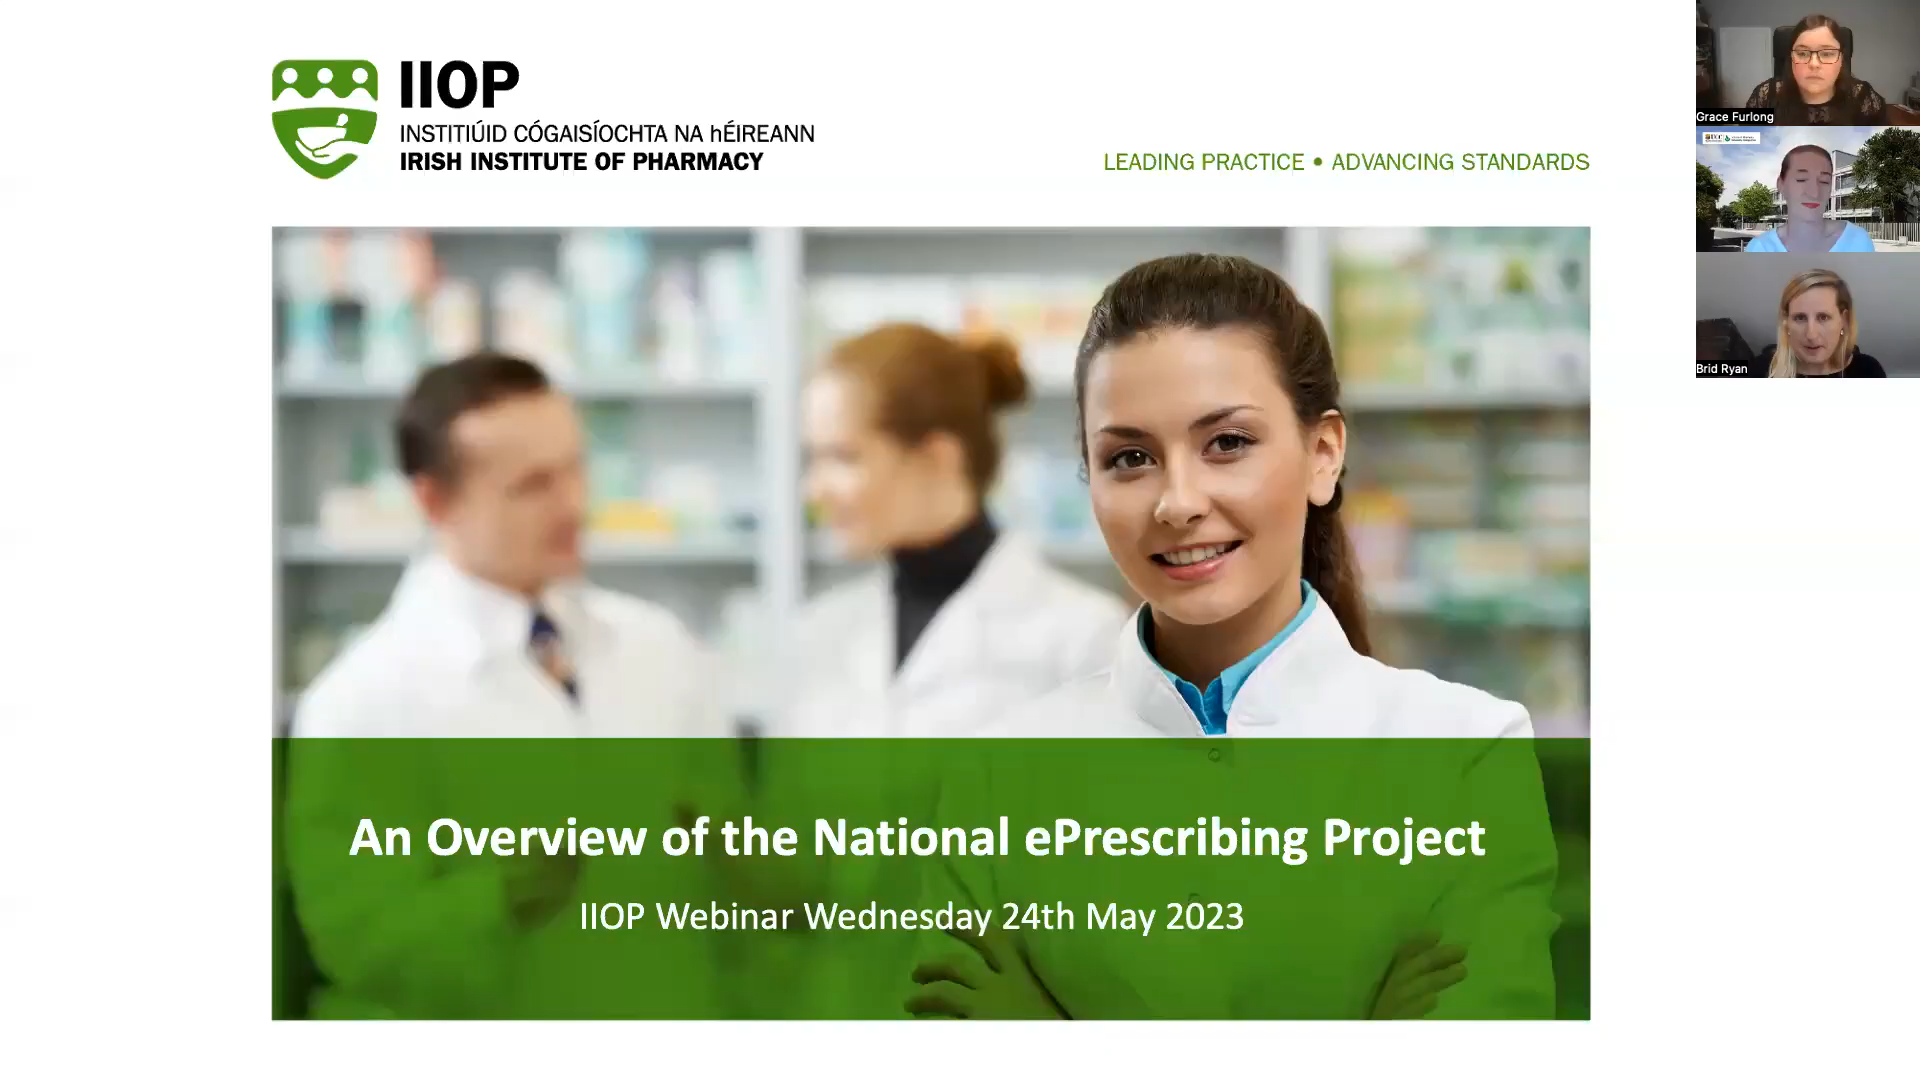 IIOP
INSTITIÚID CÓGAISÍOCHTA NA hÉIREANN
IRISH INSTITUTE OF PHARMACY
LEADING PRACTICE • ADVANCING STANDARDS
An Overview of the National ePrescribing Project
IIOP Webinar Wednesday 24th May 2023
Grace Furlong
Brid Ryan